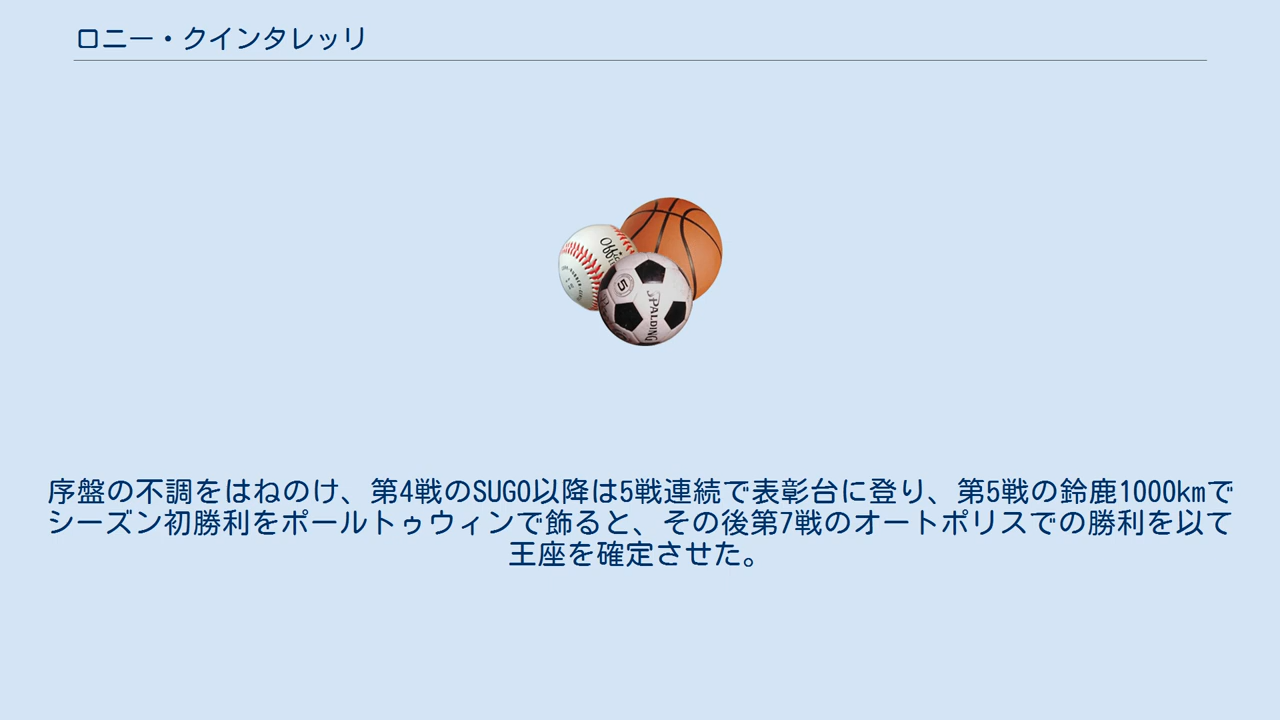 ロニー・クインタレッリ
Offic
5
SPALDING
序盤の不調をはねのけ、第4戦のSUGO以降は5戦連続で表彰台に登り、第5戦の鈴鹿1000kmで
シーズン初勝利をポールトゥウィンで飾ると、その後第7戦のオートポリスでの勝利を以て
王座を確定させた。